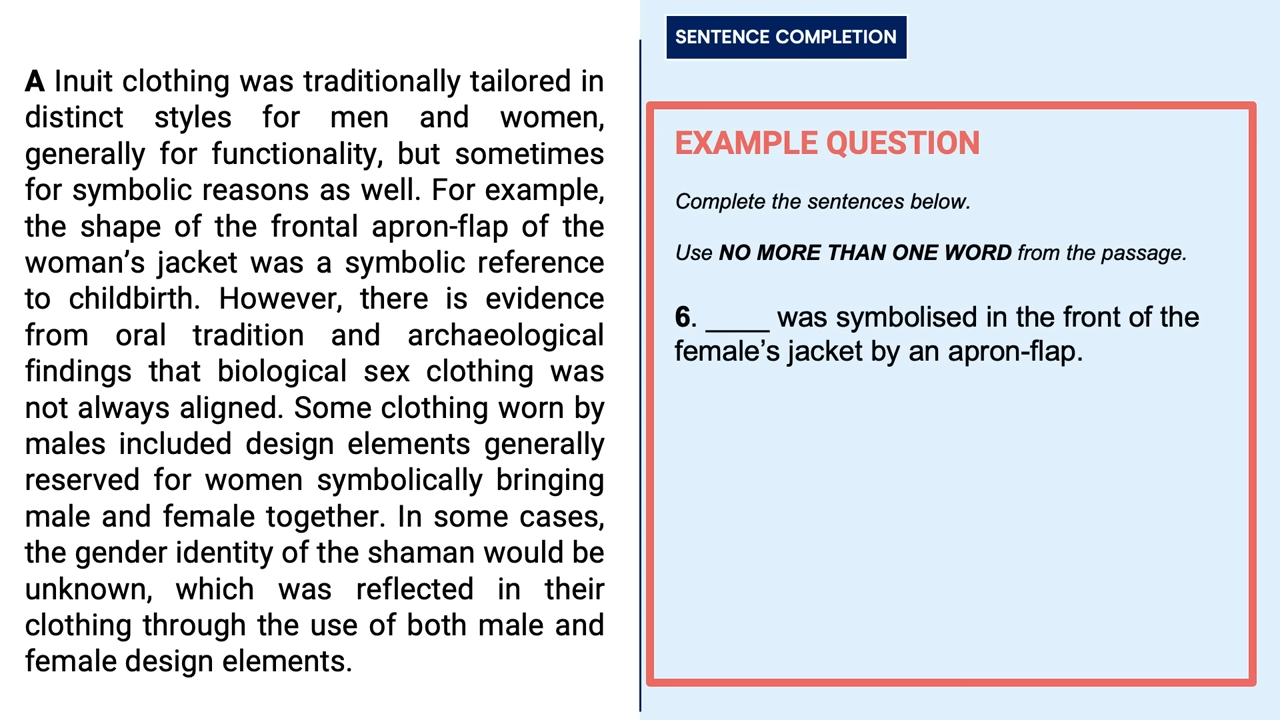 A Inuit clothing was traditionally tailored in
distinct styles for men and women,
generally for functionality, but sometimes
for symbolic reasons as well. For example,
the shape of the frontal apron-flap of the
woman’s jacket was a symbolic reference
to childbirth. However, there is evidence
from oral tradition and archaeological
findings that biological sex clothing was
not always aligned. Some clothing worn by
males included design elements generally
reserved for women symbolically bringing
male and female together. In some cases,
the gender identity of the shaman would be
unknown, which was reflected in their
clothing through the use of both male and
female design elements.
SENTENCE COMPLETION
EXAMPLE QUESTION
Complete the sentences below.
Use NO MORE THAN ONE WORD from the passage.
6. ____ was symbolised in the front of the
female’s jacket by an apron-flap.